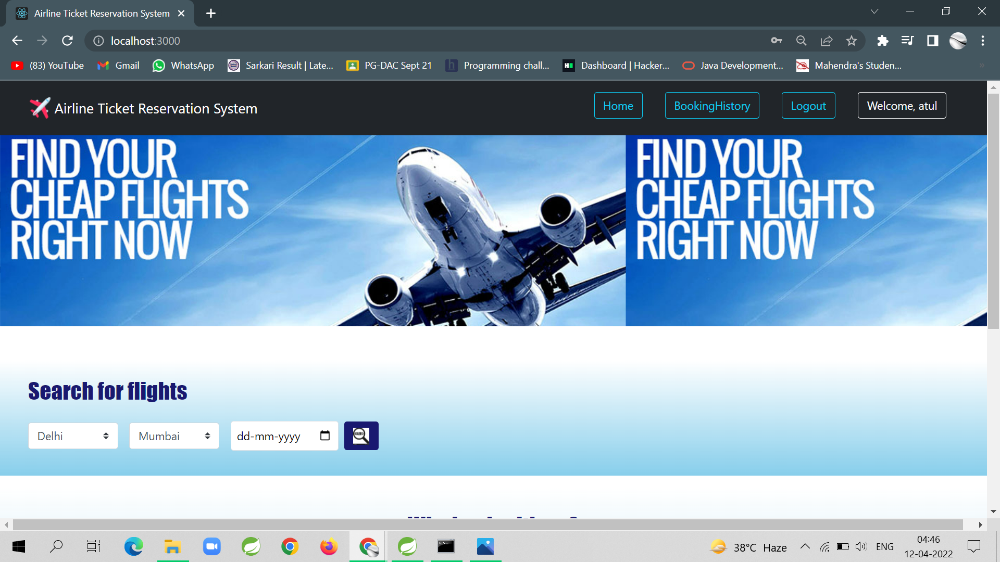 Airline Ticket Reservation System
localhost:3000
(83) YouTube
Gmail
WhatsApp
Sarkari Result | Late...
PG-DAC Sept 21
Programming chall...
Dashboard | Hacker...
Java Development...
Mahendra's Studen...
Airline Ticket Reservation System
Home
BookingHistory
Logout
Welcome, atul
FIND YOUR
CHEAP FLIGHTS
RIGHT NOW
FIND YOUR
CHEAP FLIGHTS
RIGHT NOW
Search for flights
Delhi
Mumbai
dd-mm-yyyy
38°C Haze
ENG
04:46
12-04-2022